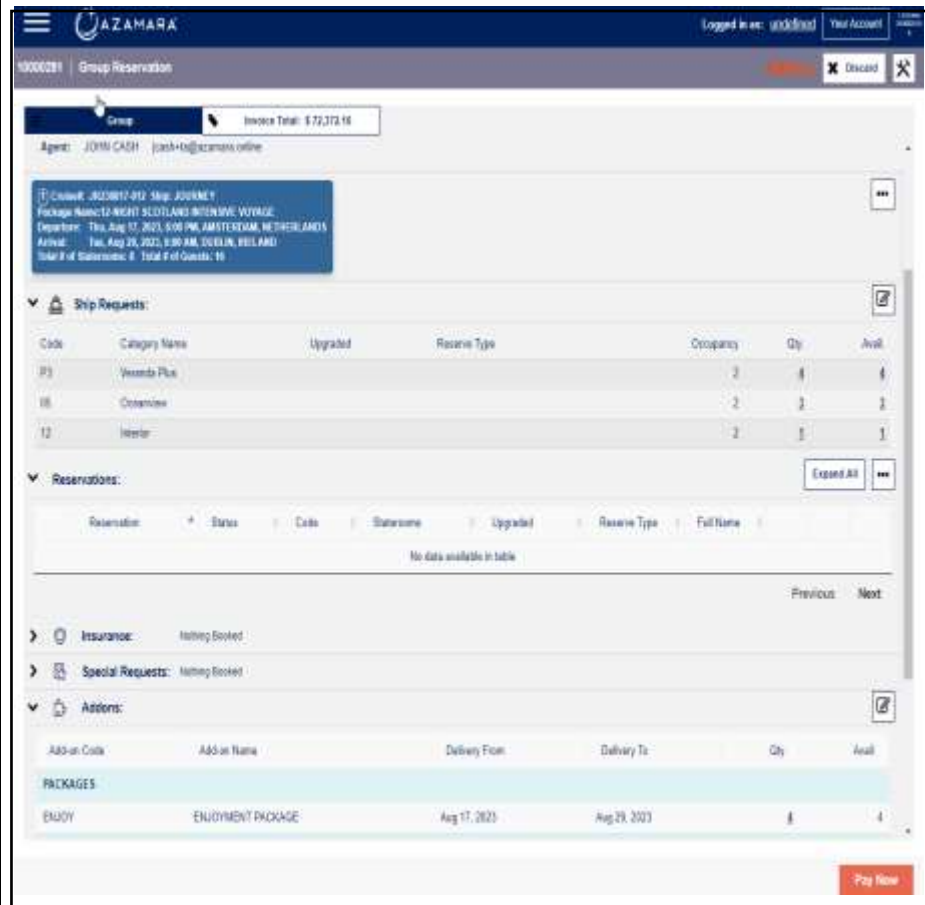 AZAMARA
Logged in as: undefined Your Account
10000281 Group Reservation
Discard
Group Invoice Total: $ 72,373.16
Agent: JOHN CASH
Ship: JOURNEY
Package Name:12-NIGHT SCOTLAND INTENSIVE VOYAGE
Departure: Thu, Aug 17, 2023, 5:00 PM, AMSTERDAM, NETHERLANDS
Arrival: Tue, Aug 29, 2023, DUBLIN, IRELAND
Total # of Staterooms: 8 Total # of Guests: 16
Ship Requests:
Code Category Name Upgraded Reserve Type Occupancy Qty Avail.
P3 Veranda Plus 2 4 4
Oceanview 2 3 3
12 Interior 2 1 1
Reservations: Expand All
Reservation Status Code Stateroom Upgraded Reserve Type Full Name
No data available in table
Previous Next
Insurance: Nothing Booked
Special Requests: Nothing Booked
Addons:
Add-on Code Add-on Name Delivery From Delivery To Qty Avail
PACKAGES
ENJOY ENJOYMENT PACKAGE Aug 17, 2023 Aug 29, 2023 4 4
Pay Now